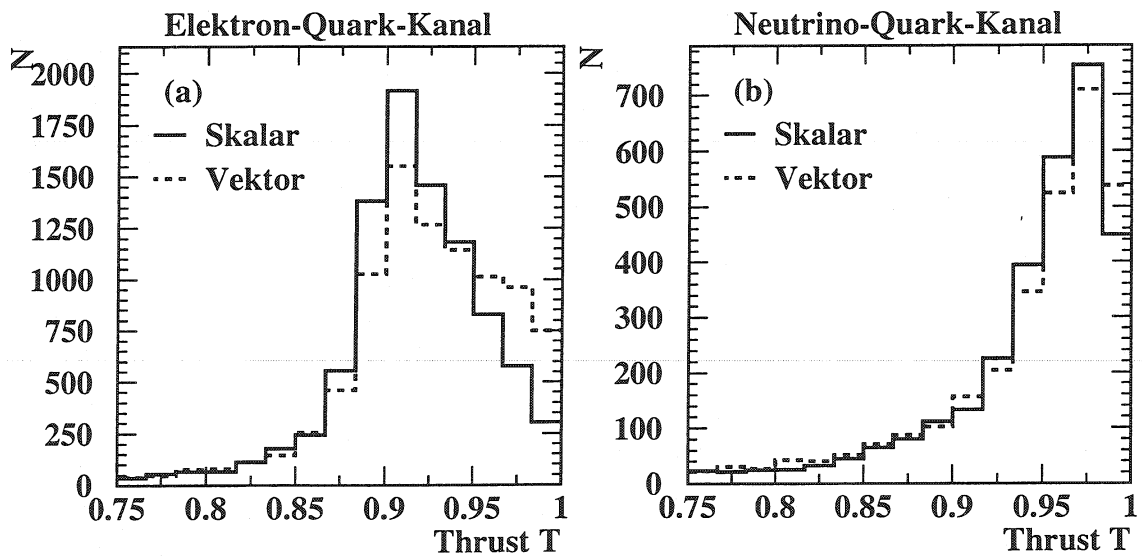 Elektron-Quark-Kanal
N
2000
1750
1500
1250
1000
750
500
250
0
(a)
Skalar
Vektor
0.75 0.8 0.85 0.9 0.95 1
Thrust T
Neutrino-Quark-Kanal
N
700
600
500
400
300
200
100
0
(b)
Skalar
Vektor
0.75 0.8 0.85 0.9 0.95 1
Thrust T